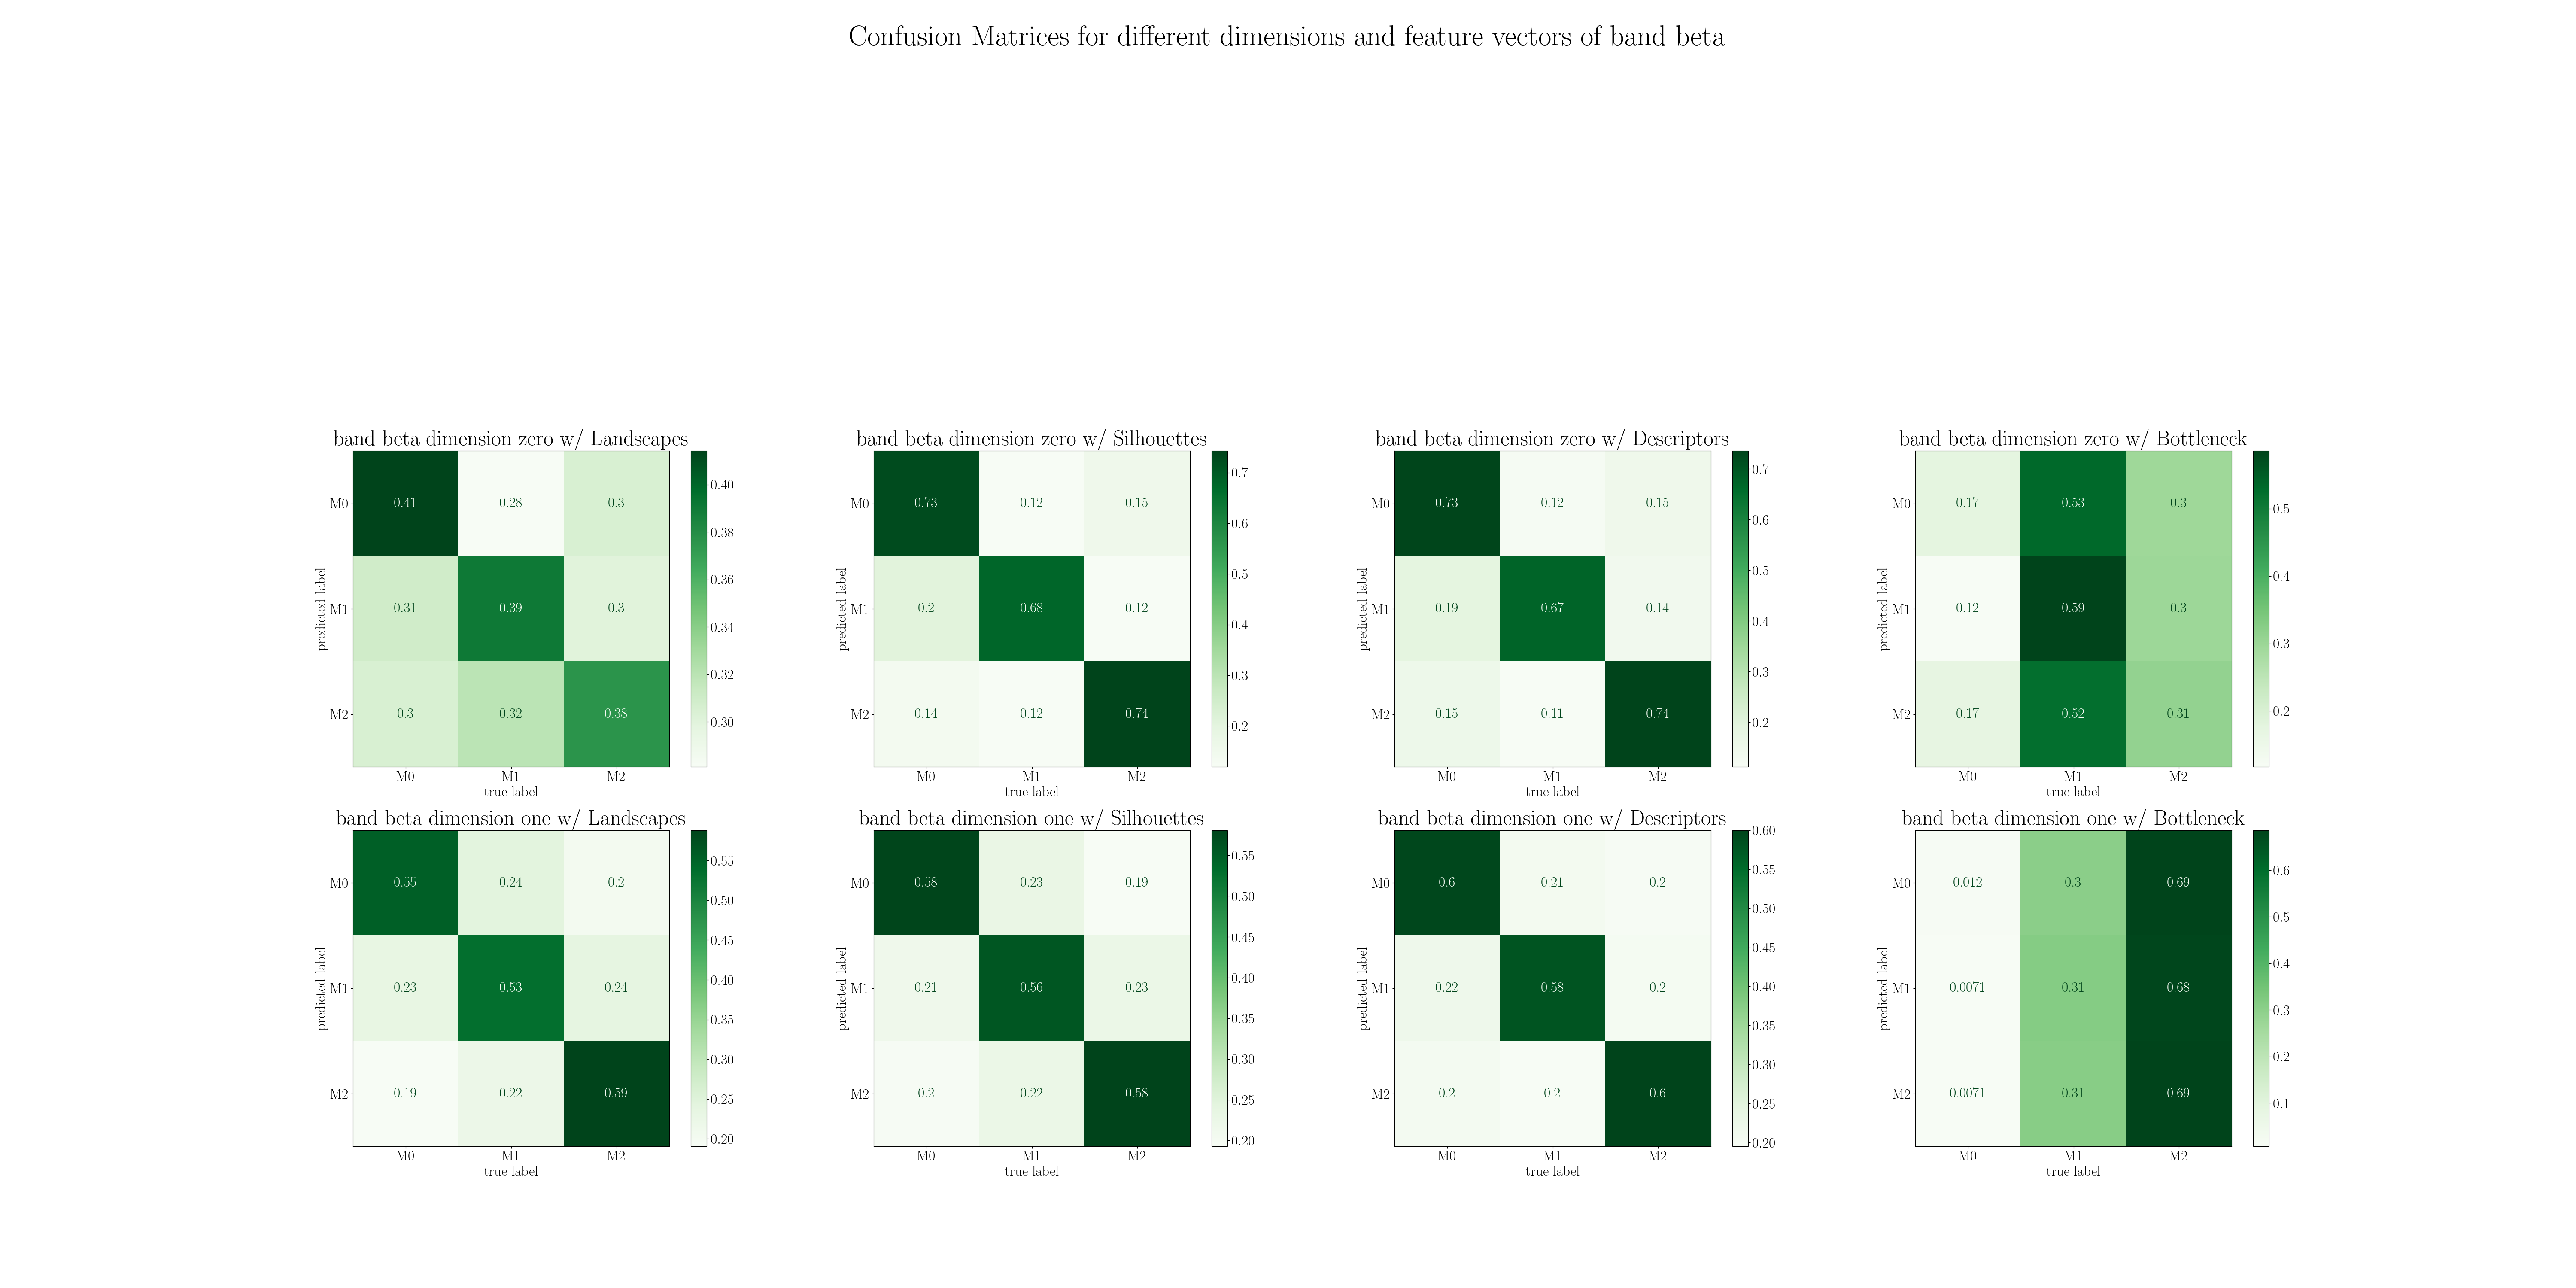 Confusion Matrices for different dimensions and feature vectors of band beta
band beta dimension zero w/ Landscapes
predicted label
M0 0.41 0.28 0.3
M1 0.31 0.39 0.3
M2 0.3 0.32 0.38
M0 M1 M2
true label
0.40
0.38
0.36
0.34
0.32
0.30
band beta dimension zero w/ Silhouettes
predicted label
M0 0.73 0.12 0.15
M1 0.2 0.68 0.12
M2 0.14 0.12 0.74
M0 M1 M2
true label
0.7
0.6
0.5
0.4
0.3
0.2
band beta dimension zero w/ Descriptors
predicted label
M0 0.73 0.12 0.15
M1 0.19 0.67 0.14
M2 0.15 0.11 0.74
M0 M1 M2
true label
0.7
0.6
0.5
0.4
0.3
0.2
band beta dimension zero w/ Bottleneck
predicted label
M0 0.17 0.53 0.3
M1 0.12 0.59 0.3
M2 0.17 0.52 0.31
M0 M1 M2
true label
0.5
0.4
0.3
0.2
band beta dimension one w/ Landscapes
predicted label
M0 0.55 0.24 0.2
M1 0.23 0.53 0.24
M2 0.19 0.22 0.59
M0 M1 M2
true label
0.55
0.50
0.45
0.40
0.35
0.30
0.25
0.20
band beta dimension one w/ Silhouettes
predicted label
M0 0.58 0.23 0.19
M1 0.21 0.56 0.23
M2 0.2 0.22 0.58
M0 M1 M2
true label
0.55
0.50
0.45
0.40
0.35
0.30
0.25
0.20
band beta dimension one w/ Descriptors
predicted label
M0 0.6 0.21 0.2
M1 0.22 0.58 0.2
M2 0.2 0.2 0.6
M0 M1 M2
true label
0.60
0.55
0.50
0.45
0.40
0.35
0.30
0.25
0.20
band beta dimension one w/ Bottleneck
predicted label
M0 0.012 0.3 0.69
M1 0.0071 0.31 0.68
M2 0.0071 0.31 0.69
M0 M1 M2
true label
0.6
0.5
0.4
0.3
0.2
0.1